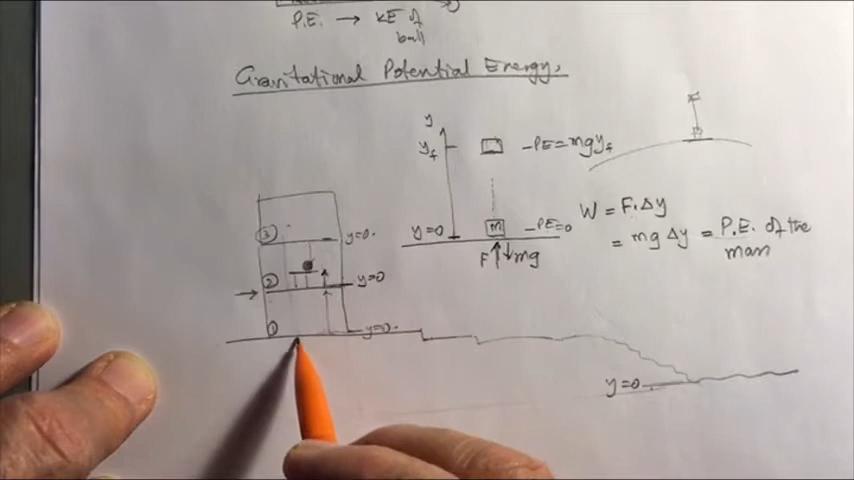 P.E. → KE of
ball
Gravitational Potential Energy.
y
yf
PE = mgyf
y=0
m
PE=0
F ↑ ↓ mg
W = F·Δy
= mg Δy = P.E. of the
mass
③
y=0
②
y=0
①
y=0
y=0